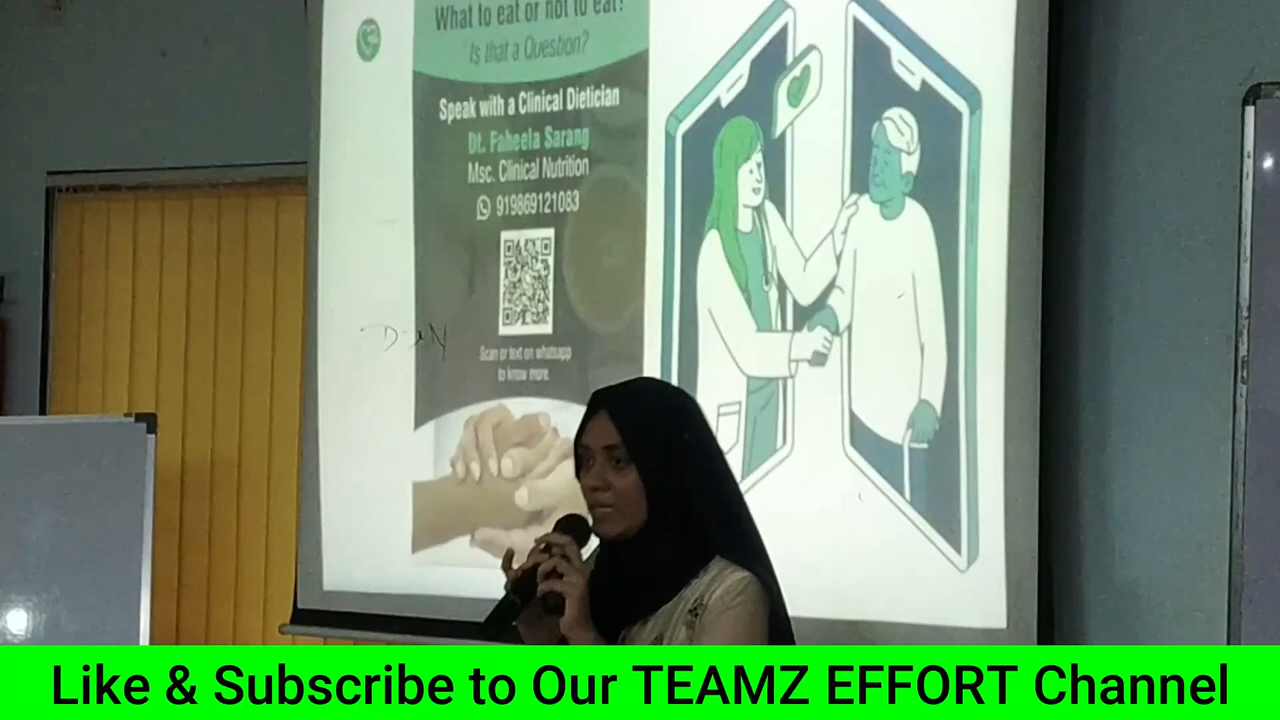 What to eat or not to eat?
Is that a Question?
Speak with a Clinical Dietician
Dt. Faheela Sarang
Msc. Clinical Nutrition
919869121083
Scan or text on whatsapp
to know more.
Like & Subscribe to Our TEAMZ EFFORT Channel